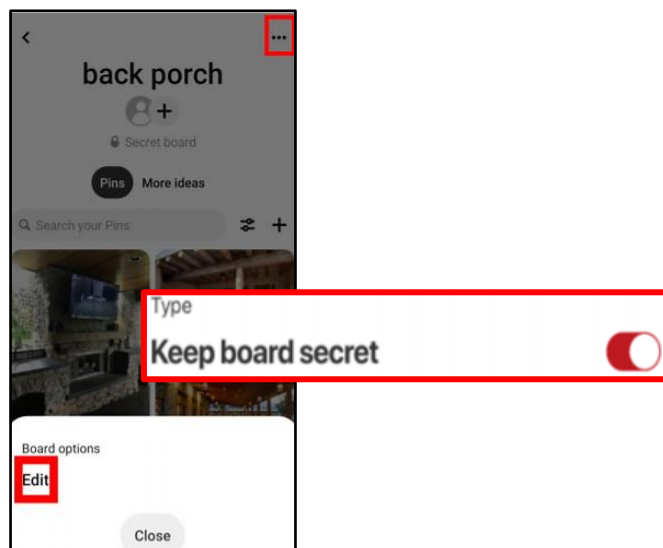 back porch
Secret board
Pins More ideas
Search your Pins
Type
Keep board secret
Board options
Edit
Close